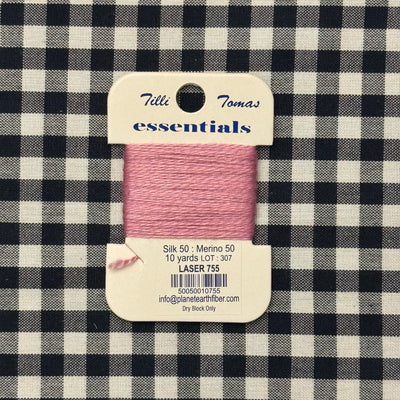 Tilli Tomas
essentials
Silk 50 : Merino 50
10 yards LOT : 307
LASER 755
50050010755
info@planetearthfiber.com
Dry Block Only